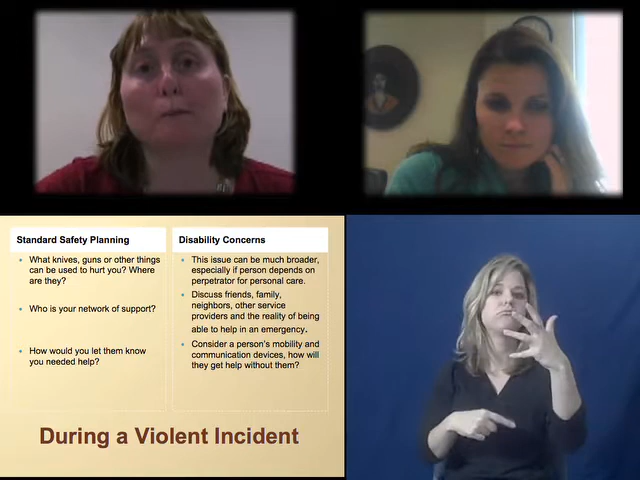 Standard Safety Planning
What knives, guns or other things
can be used to hurt you? Where
are they?
Who is your network of support?
How would you let them know
you needed help?
Disability Concerns
This issue can be much broader,
especially if person depends on
perpetrator for personal care.
Discuss friends, family,
neighbors, other service
providers and the reality of being
able to help in an emergency.
Consider a person's mobility and
communication devices, how will
they get help without them?
During a Violent Incident